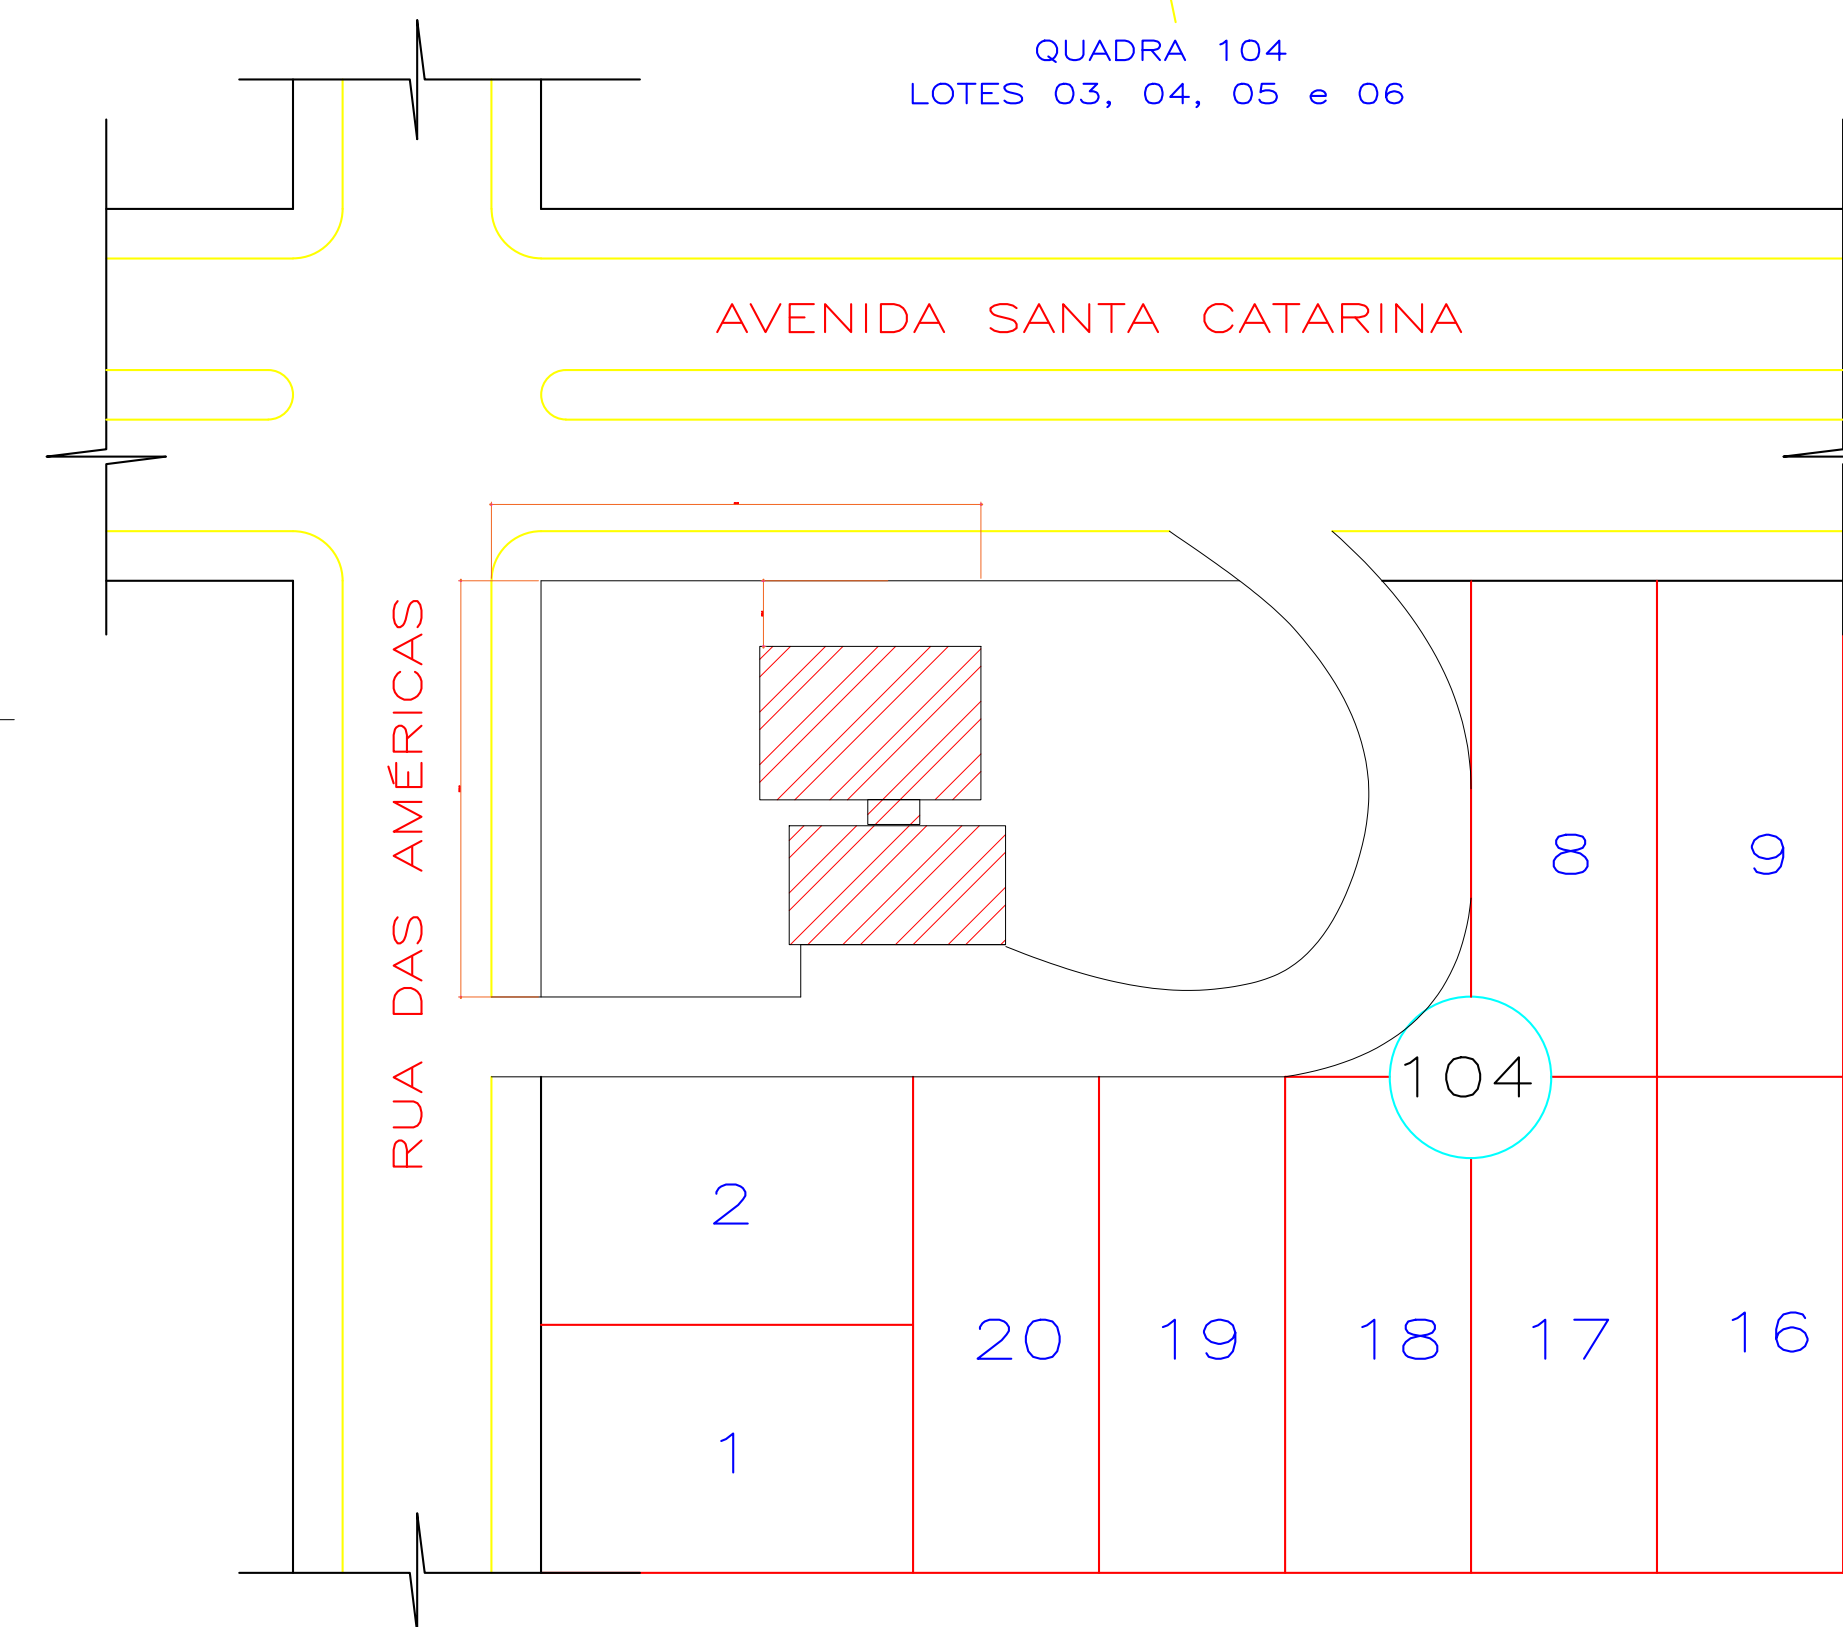 QUADRA 104
LOTES 03, 04, 05 e 06
AVENIDA SANTA CATARINA
RUA DAS AMÉRICAS
8
9
104
2
20
19
18
17
16
1